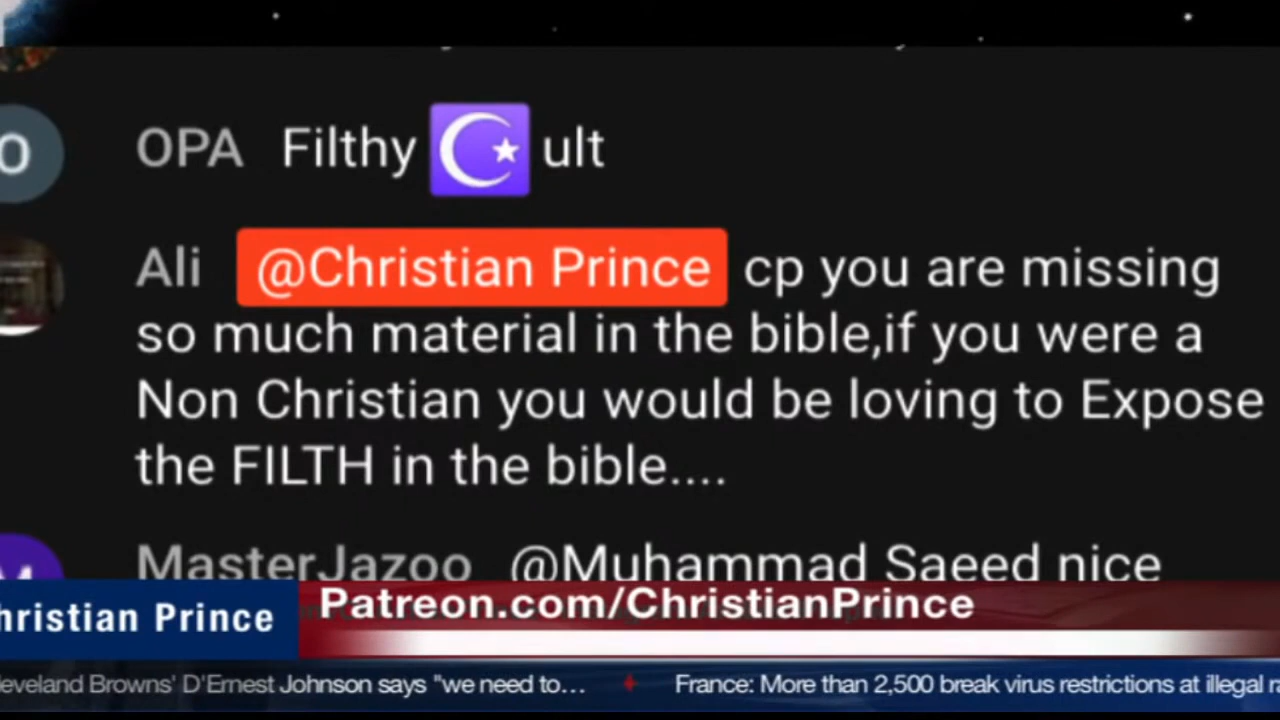 O
OPA Filthy ☪ ult
Ali @Christian Prince cp you are missing
so much material in the bible,if you were a
Non Christian you would be loving to Expose
the FILTH in the bible....
MasterJazoo @Muhammad Saeed nice
hristian Prince
Patreon.com/ChristianPrince
eveland Browns' D'Ernest Johnson says "we need to… France: More than 2,500 break virus restrictions at illegal ra